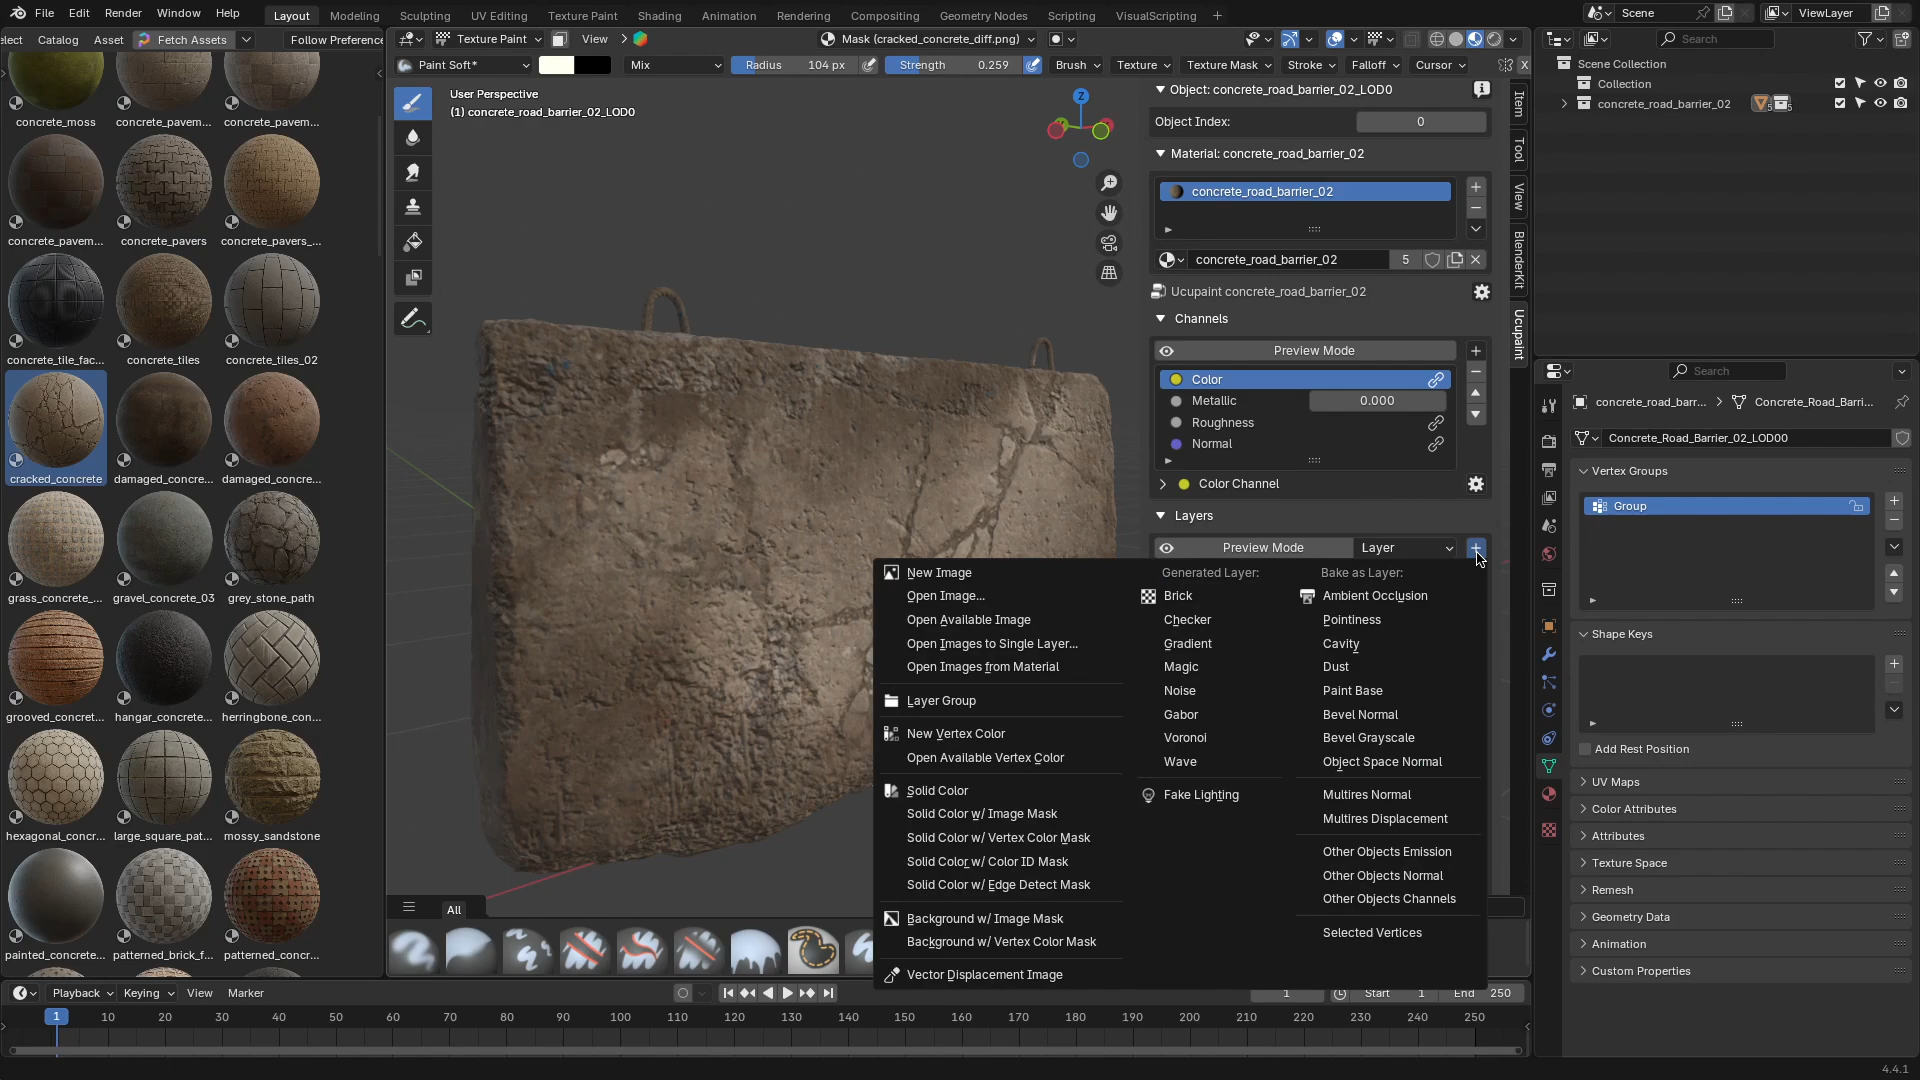 File Edit Render Window Help
Layout Modeling Sculpting UV Editing Texture Paint Shading Animation Rendering Compositing Geometry Nodes Scripting VisualScripting +
Scene ViewLayer
elect Catalog Asset Fetch Assets Follow Preference
Texture Paint View Mask (cracked_concrete_diff.png)
Search
Paint Soft* Mix Radius 104 px Strength 0.259 Brush Texture Texture Mask Stroke Falloff Cursor X
concrete_moss concrete_pavem... concrete_pavem...
concrete_pavem... concrete_pavers concrete_pavers_...
concrete_tile_fac... concrete_tiles concrete_tiles_02
cracked_concrete damaged_concre... damaged_concre...
grass_concrete_... gravel_concrete_03 grey_stone_path
grooved_concret... hangar_concrete... herringbone_con...
hexagonal_concr... large_square_pat... mossy_sandstone
painted_concrete... patterned_brick_f... patterned_concr...
User Perspective
(1) concrete_road_barrier_02_LOD0
Z
Object: concrete_road_barrier_02_LOD0
Object Index: 0
Material: concrete_road_barrier_02
concrete_road_barrier_02
concrete_road_barrier_02 5
Ucupaint concrete_road_barrier_02
Channels
Preview Mode
Color
Metallic 0.000
Roughness
Normal
Color Channel
Layers
Preview Mode Layer
Item
Tool
View
BlenderKit
Ucupaint
New Image
Open Image...
Open Available Image
Open Images to Single Layer...
Open Images from Material
Layer Group
New Vertex Color
Open Available Vertex Color
Solid Color
Solid Color w/ Image Mask
Solid Color w/ Vertex Color Mask
Solid Color w/ Color ID Mask
Solid Color w/ Edge Detect Mask
Background w/ Image Mask
Background w/ Vertex Color Mask
Vector Displacement Image
Generated Layer:
Brick
Checker
Gradient
Magic
Noise
Gabor
Voronoi
Wave
Fake Lighting
Bake as Layer:
Ambient Occlusion
Pointiness
Cavity
Dust
Paint Base
Bevel Normal
Bevel Grayscale
Object Space Normal
Multires Normal
Multires Displacement
Other Objects Emission
Other Objects Normal
Other Objects Channels
Selected Vertices
All
Scene Collection
Collection
concrete_road_barrier_02 5 5
Search
concrete_road_barr... Concrete_Road_Barri...
Concrete_Road_Barrier_02_LOD00
Vertex Groups
Group
Shape Keys
Add Rest Position
UV Maps
Color Attributes
Attributes
Texture Space
Remesh
Geometry Data
Animation
Custom Properties
Playback Keying View Marker 1 Start 1 End 250
1 10 20 30 40 50 60 70 80 90 100 110 120 130 140 150 160 170 180 190 200 210 220 230 240 250
4.4.1